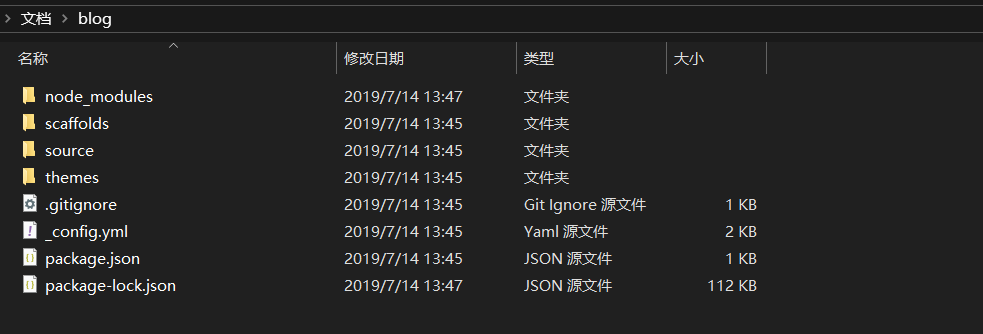 文档 blog
名称 修改日期 类型 大小
node_modules 2019/7/14 13:47 文件夹
scaffolds 2019/7/14 13:45 文件夹
source 2019/7/14 13:45 文件夹
themes 2019/7/14 13:45 文件夹
.gitignore 2019/7/14 13:45 Git Ignore 源文件 1 KB
_config.yml 2019/7/14 13:45 Yaml 源文件 2 KB
package.json 2019/7/14 13:45 JSON 源文件 1 KB
package-lock.json 2019/7/14 13:47 JSON 源文件 112 KB